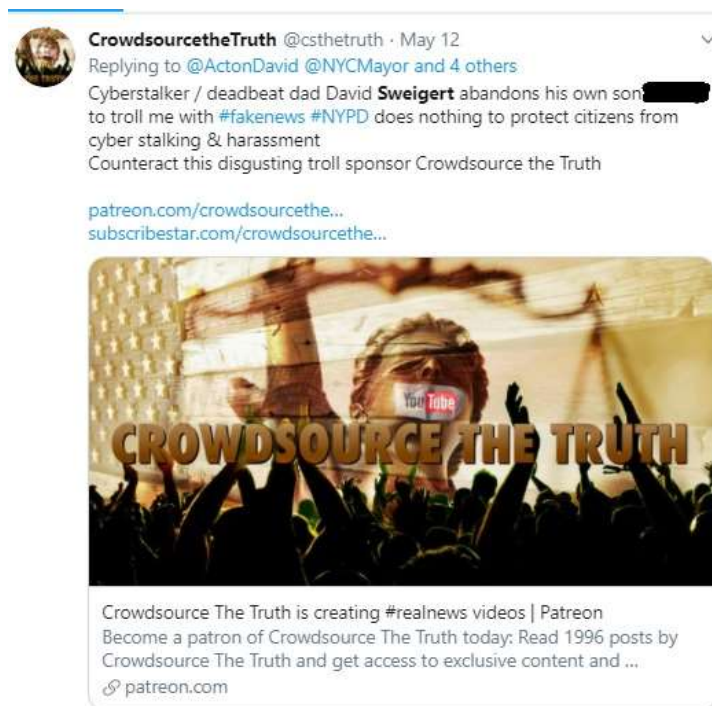 CrowdsourcetheTruth @csthetruth · May 12
Replying to @ActonDavid @NYCMayor and 4 others
Cyberstalker / deadbeat dad David Sweigert abandons his own son
to troll me with #fakenews #NYPD does nothing to protect citizens from
cyber stalking & harassment
Counteract this disgusting troll sponsor Crowdsource the Truth
patreon.com/crowdsourcethe...
subscribestar.com/crowdsourcethe...
YouTube
CROWDSOURCE THE TRUTH
Crowdsource The Truth is creating #realnews videos | Patreon
Become a patron of Crowdsource The Truth today: Read 1996 posts by
Crowdsource The Truth and get access to exclusive content and ...
patreon.com